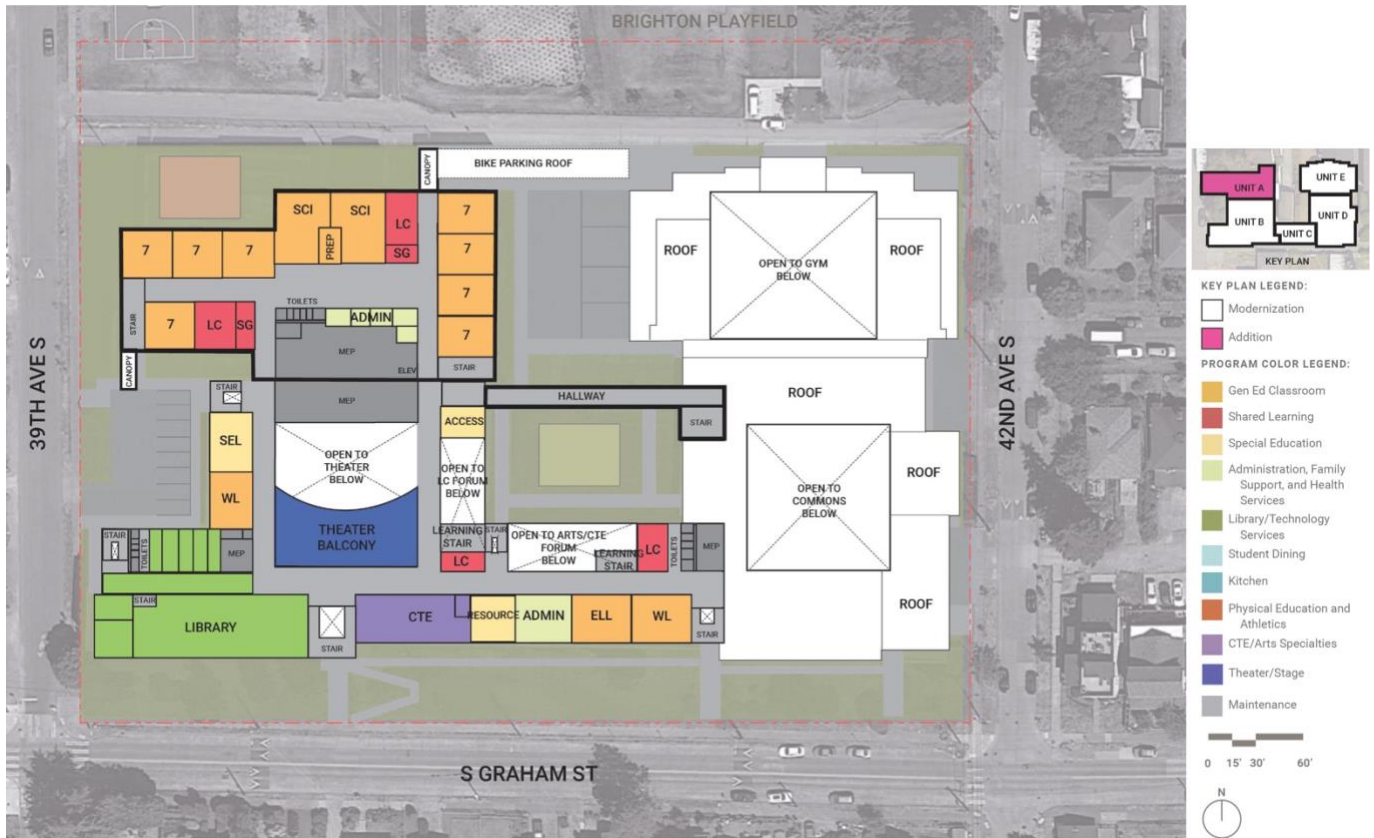 BRIGHTON PLAYFIELD
BIKE PARKING ROOF
CANOPY
SCI
SCI
LC
7
PREP
SG
7
7
7
7
7
ROOF
OPEN TO GYM
BELOW
ROOF
TOILETS
ADMIN
STAIR
7
LC
SG
7
MEP
ELEV
STAIR
CANOPY
39TH AVE S
42ND AVE S
STAIR
MEP
HALLWAY
ROOF
STAIR
SEL
ACCESS
OPEN TO
THEATER
BELOW
OPEN TO
LC FORUM
BELOW
OPEN TO
COMMONS
BELOW
ROOF
WL
THEATER
BALCONY
LEARNING
STAIR
STAIR
OPEN TO ARTS/CTE
FORUM
BELOW
LEARNING
STAIR
LC
TOILETS
MEP
STAIR
TOILETS
MEP
LC
STAIR
LIBRARY
STAIR
CTE
RESOURCE
ADMIN
ELL
WL
STAIR
ROOF
S GRAHAM ST
UNIT A
UNIT E
UNIT B
UNIT D
UNIT C
KEY PLAN
KEY PLAN LEGEND:
Modernization
Addition
PROGRAM COLOR LEGEND:
Gen Ed Classroom
Shared Learning
Special Education
Administration, Family
Support, and Health
Services
Library/Technology
Services
Student Dining
Kitchen
Physical Education and
Athletics
CTE/Arts Specialties
Theater/Stage
Maintenance
0 15' 30' 60'
N